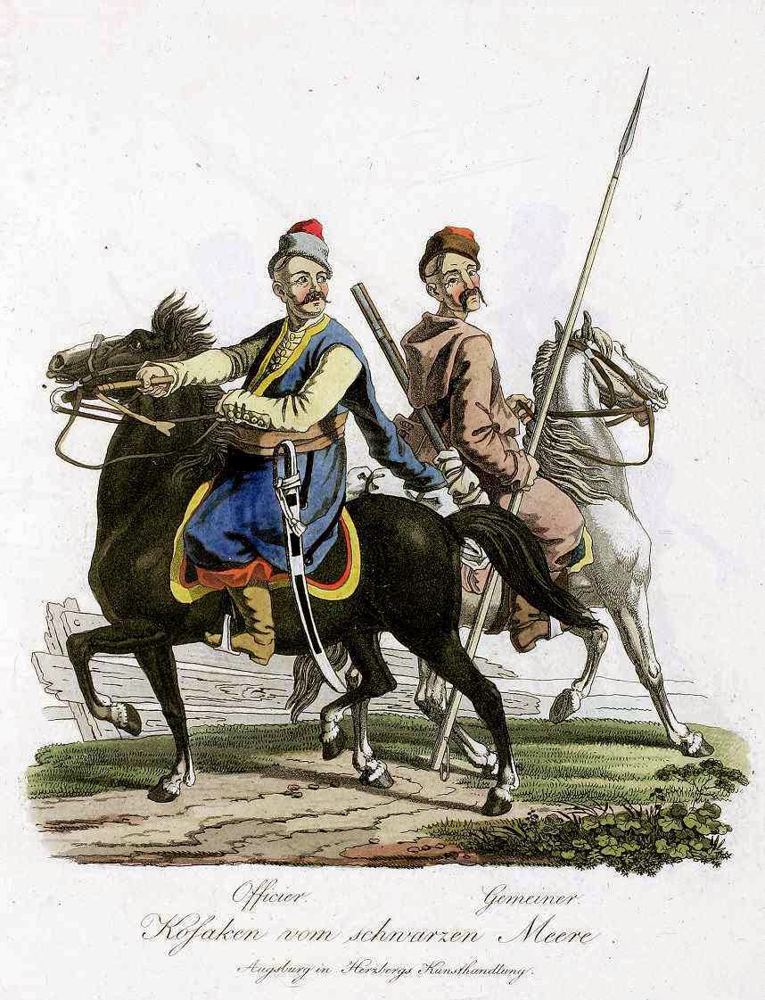 Officier. Gemeiner.
Koſaken vom schwarzen Meere.
Augsburg in Herzbergs Kunsthandlung.